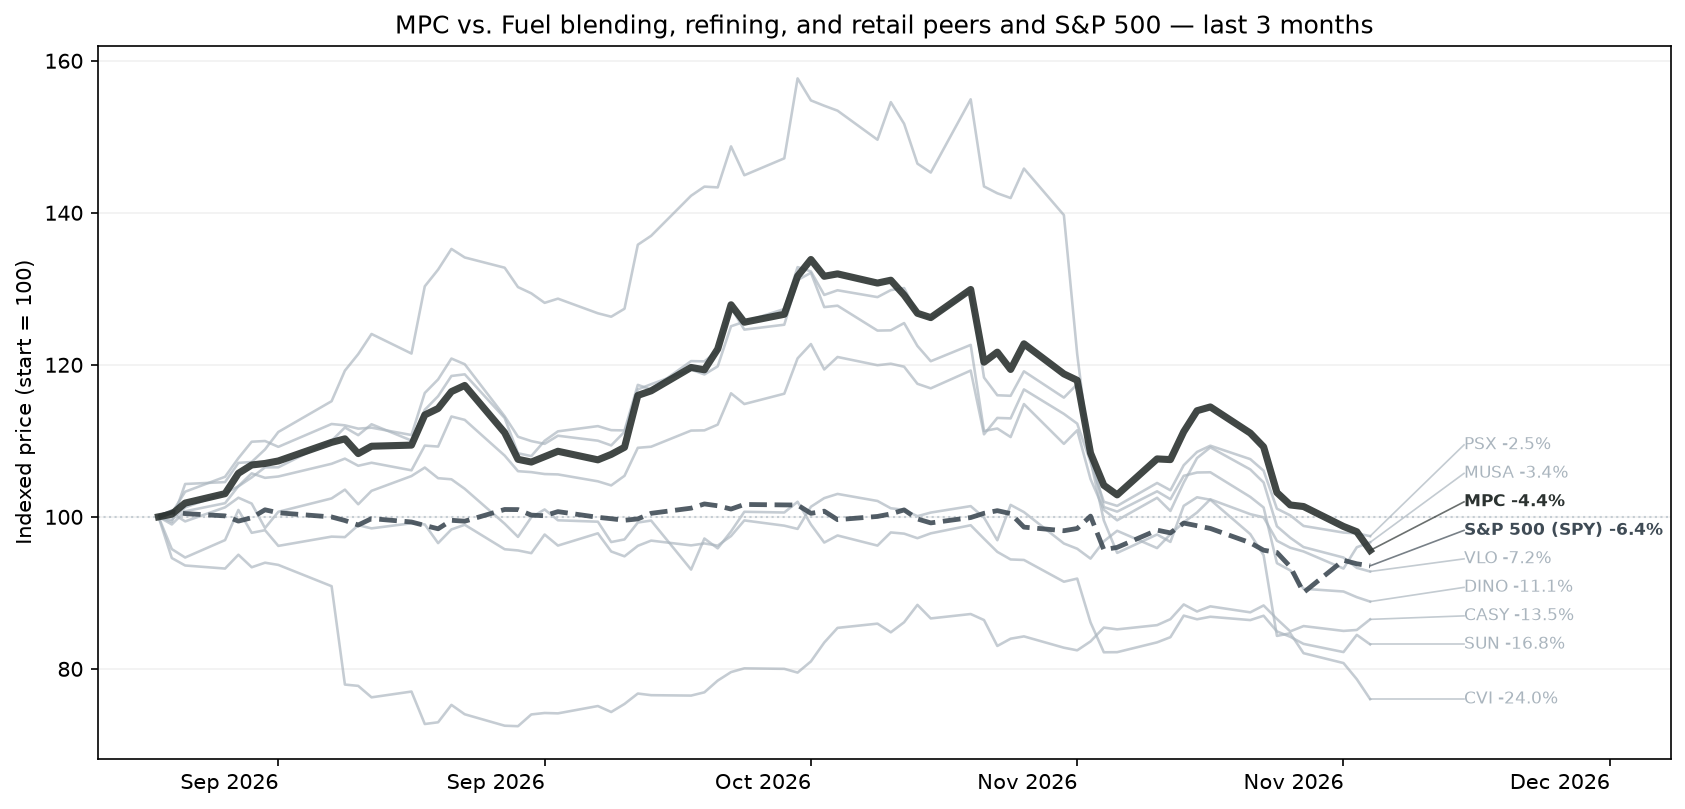 MPC vs. Fuel blending, refining, and retail peers and S&P 500 — last 3 months
Indexed price (start = 100)
160
140
120
100
80
PSX -2.5%
MUSA -3.4%
MPC -4.4%
S&P 500 (SPY) -6.4%
VLO -7.2%
DINO -11.1%
CASY -13.5%
SUN -16.8%
CVI -24.0%
Sep 2026 Sep 2026 Oct 2026 Nov 2026 Nov 2026 Dec 2026